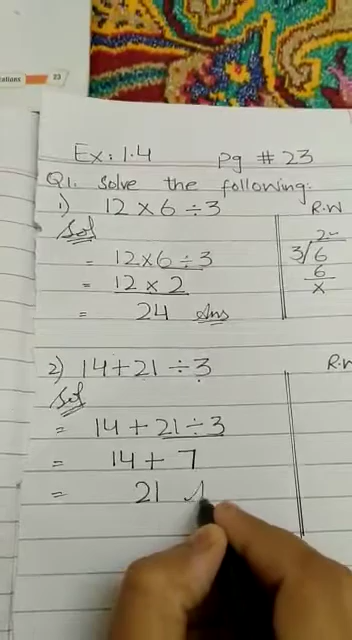 23
Ex: 1.4 Pg # 23
Q1. Solve the following:
1) 12 × 6 ÷ 3 R.W
Sol
= 12 × 6 ÷ 3
3 6
= 12 × 2
6
×
= 24 Ans
2) 14 + 21 ÷ 3
Sol
= 14 + 21 ÷ 3
= 14 + 7
= 21